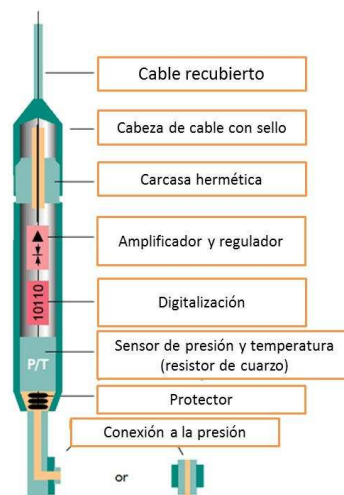 Cable recubierto
Cabeza de cable con sello
Carcasa hermética
Amplificador y regulador
10110
Digitalización
Sensor de presión y temperatura
(resistor de cuarzo)
P/T
Protector
Conexión a la presión
or